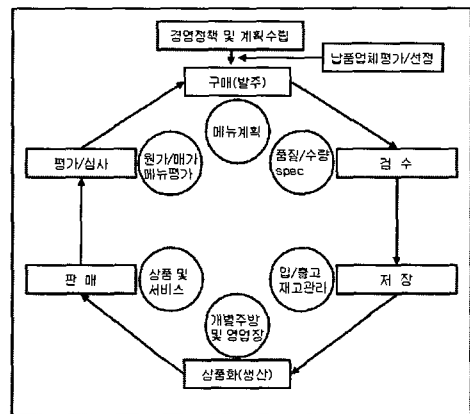 경영정책 및 계획수립
납품업체평가/선정
구매(발주)
메뉴계획
평가/심사
원가/매가
메뉴평가
품질/수량
spec
검 수
판 매
상품 및
서비스
입/출고
재고관리
저 장
개별주방
및 영업장
상품화(생산)